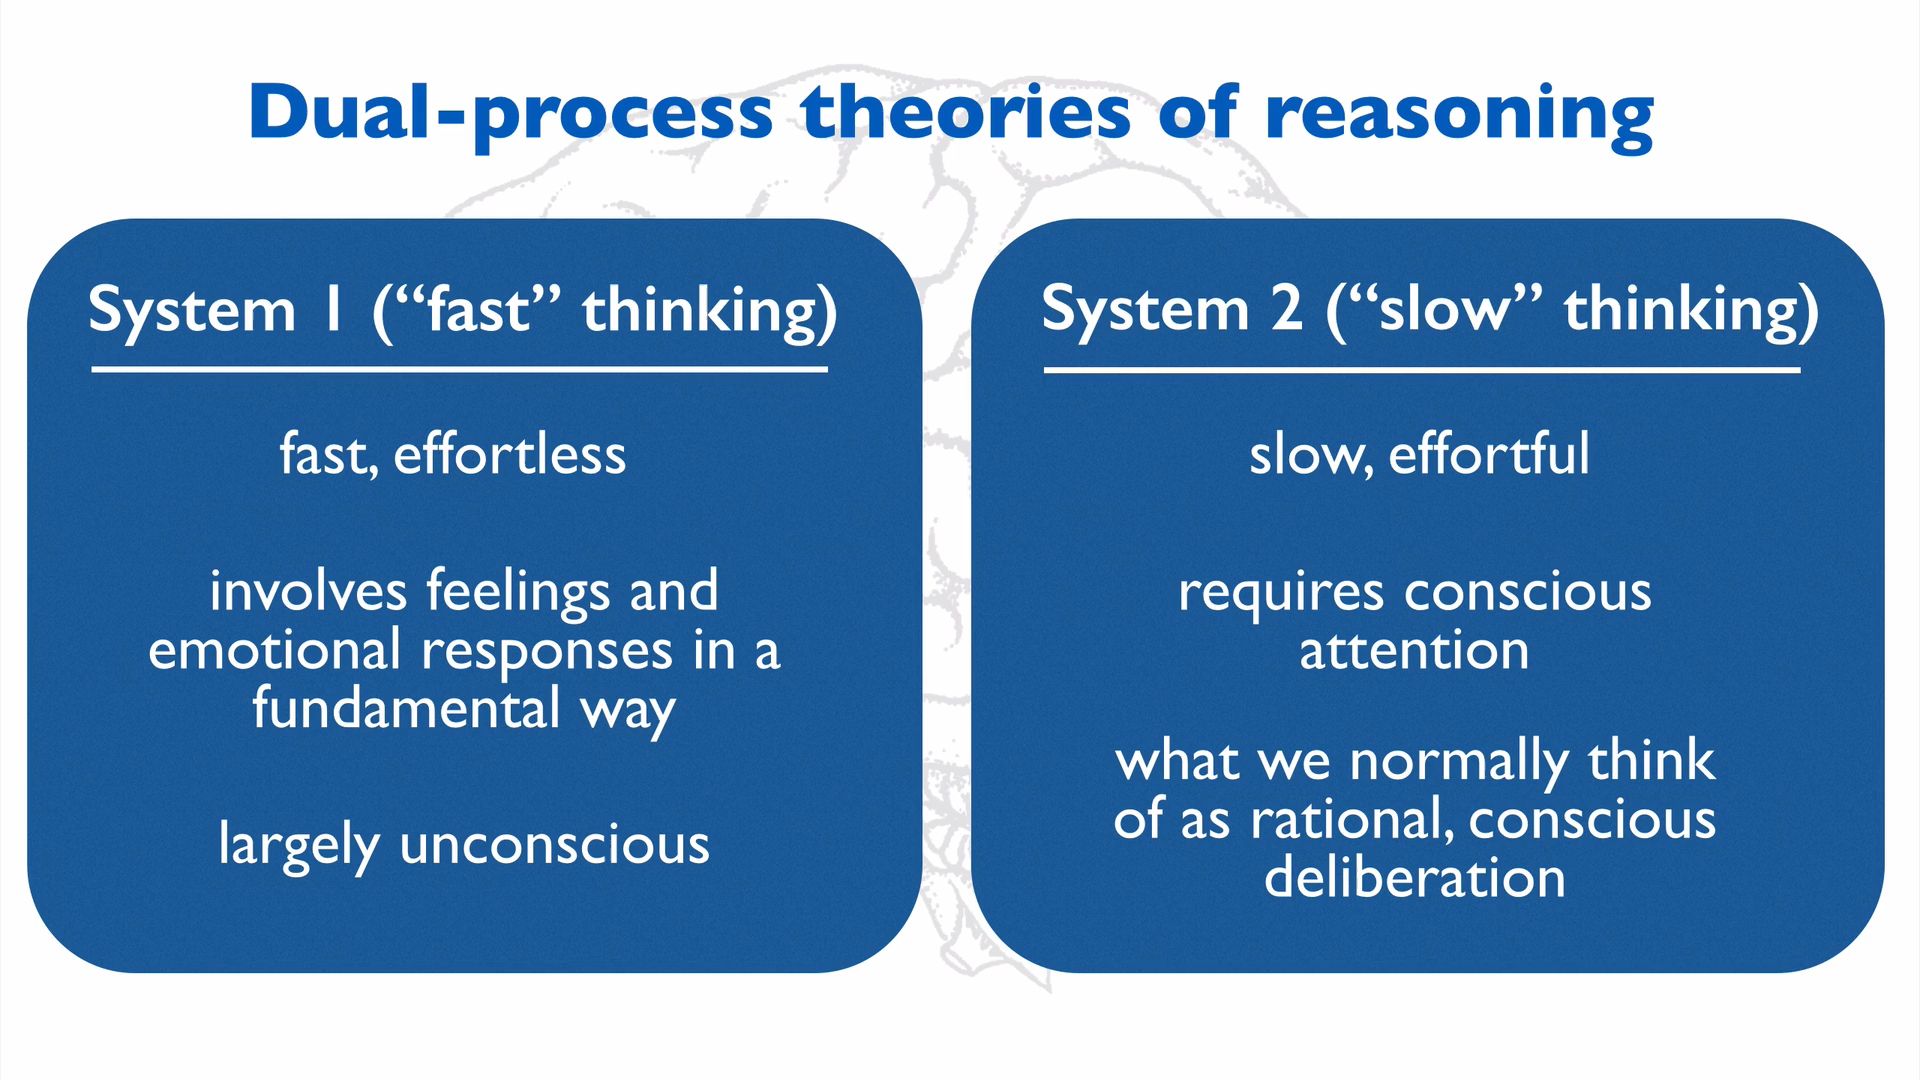 Dual-process theories of reasoning
System 1 (“fast” thinking)
fast, effortless
involves feelings and
emotional responses in a
fundamental way
largely unconscious
System 2 (“slow” thinking)
slow, effortful
requires conscious
attention
what we normally think
of as rational, conscious
deliberation